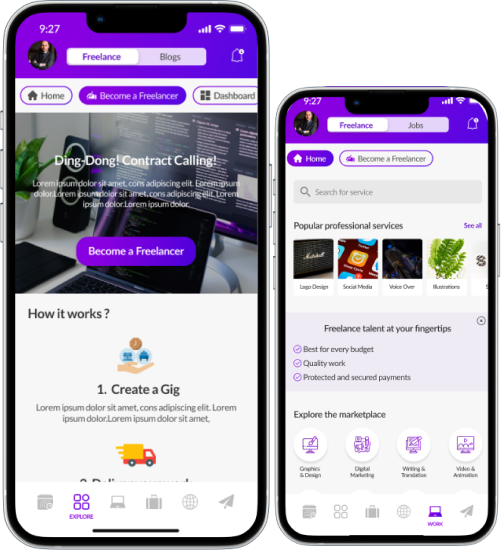 9:27
Freelance
Blogs
Home
Become a Freelancer
Dashboard
Ding-Dong! Contract Calling!
Lorem ipsum dolor sit amet, cons adipiscing elit. Lorem ipsum
dolor.Lorem ipsum dolor sit amet, cons adipiscing elit.
Lorem ipsum dolor.
Become a Freelancer
How it works ?
1. Create a Gig
Lorem ipsum dolor sit amet, cons adipiscing elit. Lorem
ipsum dolor.Lorem ipsum dolor sit amet,
EXPLORE
9:27
Freelance
Jobs
Home
Become a Freelancer
Search for service
Popular professional services
See all
Logo Design
Social Media
Voice Over
Illustrations
S
Freelance talent at your fingertips
Best for every budget
Quality work
Protected and secured payments
Explore the marketplace
Graphics
& Design
Digital
Marketing
Writing &
Translation
Video &
Animation
WORK